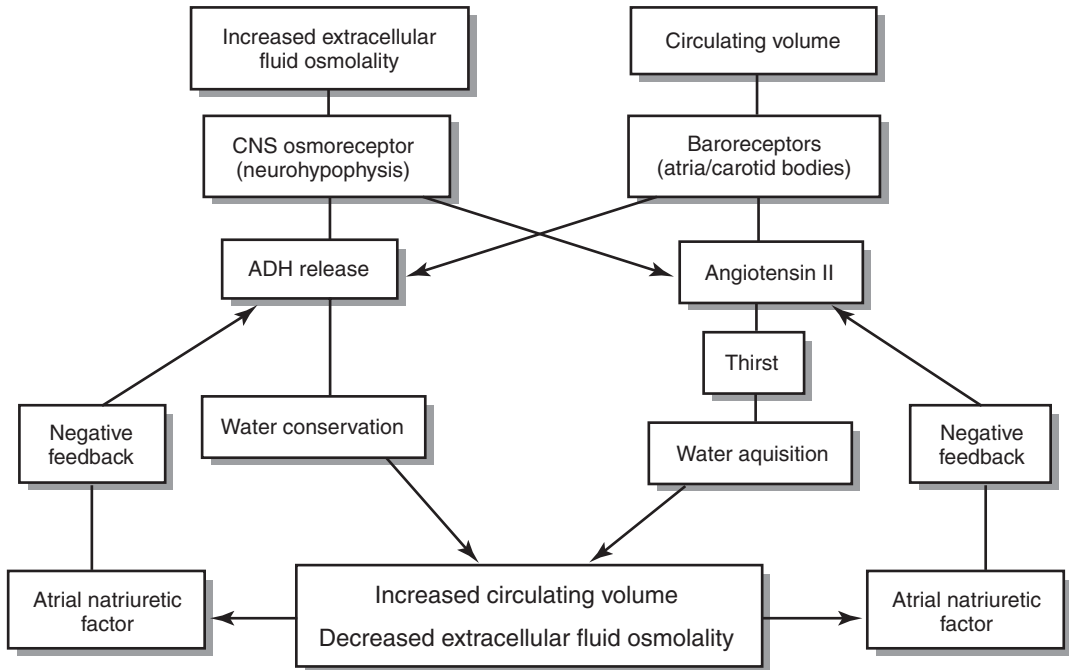 Increased extracellular
fluid osmolality
Circulating volume
CNS osmoreceptor
(neurohypophysis)
Baroreceptors
(atria/carotid bodies)
ADH release
Angiotensin II
Thirst
Negative
feedback
Water conservation
Water aquisition
Negative
feedback
Atrial natriuretic
factor
Increased circulating volume
Decreased extracellular fluid osmolality
Atrial natriuretic
factor